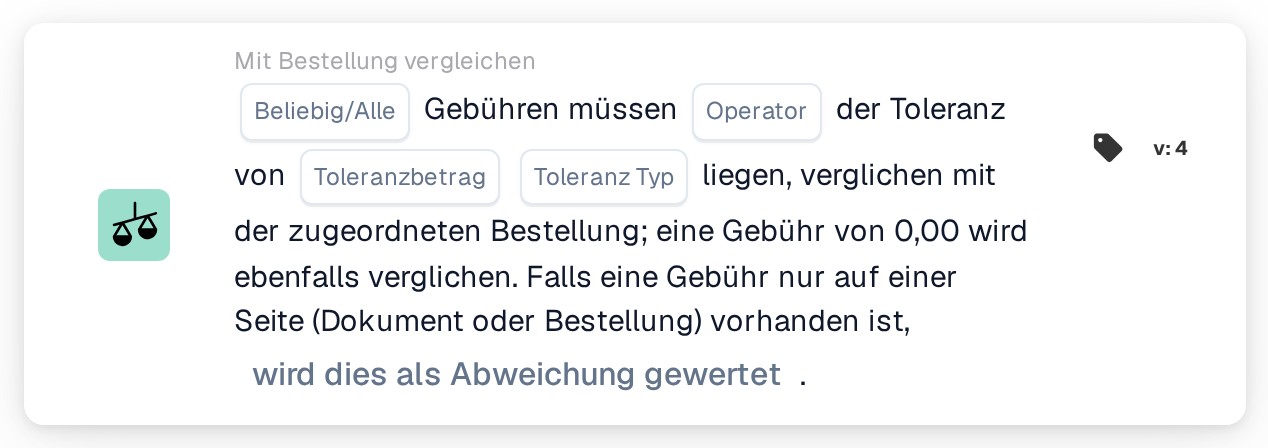 Mit Bestellung vergleichen
Beliebig/Alle Gebühren müssen Operator der Toleranz
von Toleranzbetrag Toleranz Typ liegen, verglichen mit
der zugeordneten Bestellung; eine Gebühr von 0,00 wird
ebenfalls verglichen. Falls eine Gebühr nur auf einer
Seite (Dokument oder Bestellung) vorhanden ist,
wird dies als Abweichung gewertet .
v: 4